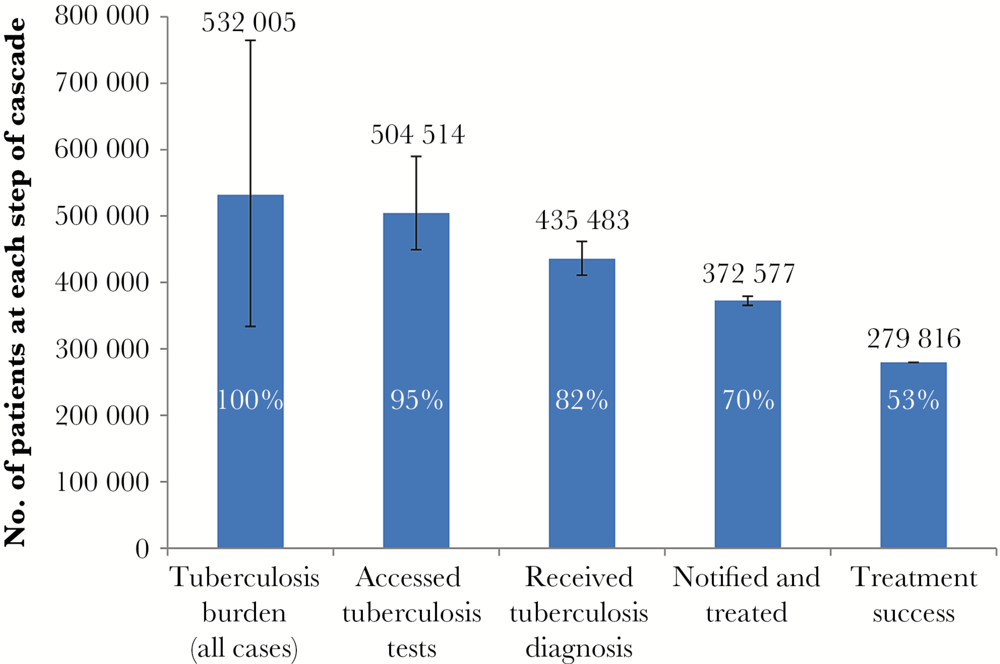 No. of patients at each step of cascade
800 000
700 000
600 000
500 000
400 000
300 000
200 000
100 000
0
532 005
504 514
435 483
372 577
279 816
100%
95%
82%
70%
53%
Tuberculosis
burden
(all cases)
Accessed
tuberculosis
tests
Received
tuberculosis
diagnosis
Notified and
treated
Treatment
success